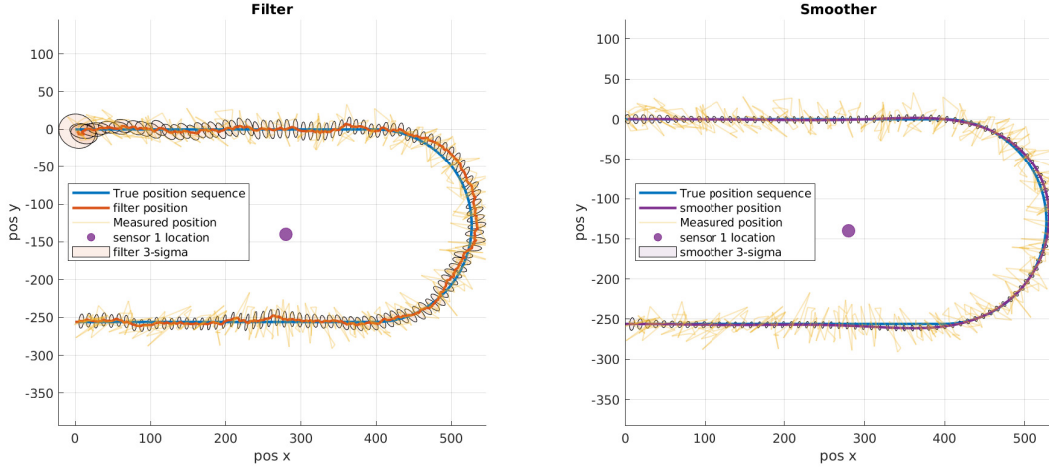 Filter
100
50
0
-50
-100
-150
-200
-250
-300
-350
pos y
True position sequence
filter position
Measured position
sensor 1 location
filter 3-sigma
0 100 200 300 400 500
pos x
Smoother
100
50
0
-50
-100
-150
-200
-250
-300
-350
pos y
True position sequence
smoother position
Measured position
sensor 1 location
smoother 3-sigma
0 100 200 300 400 500
pos x